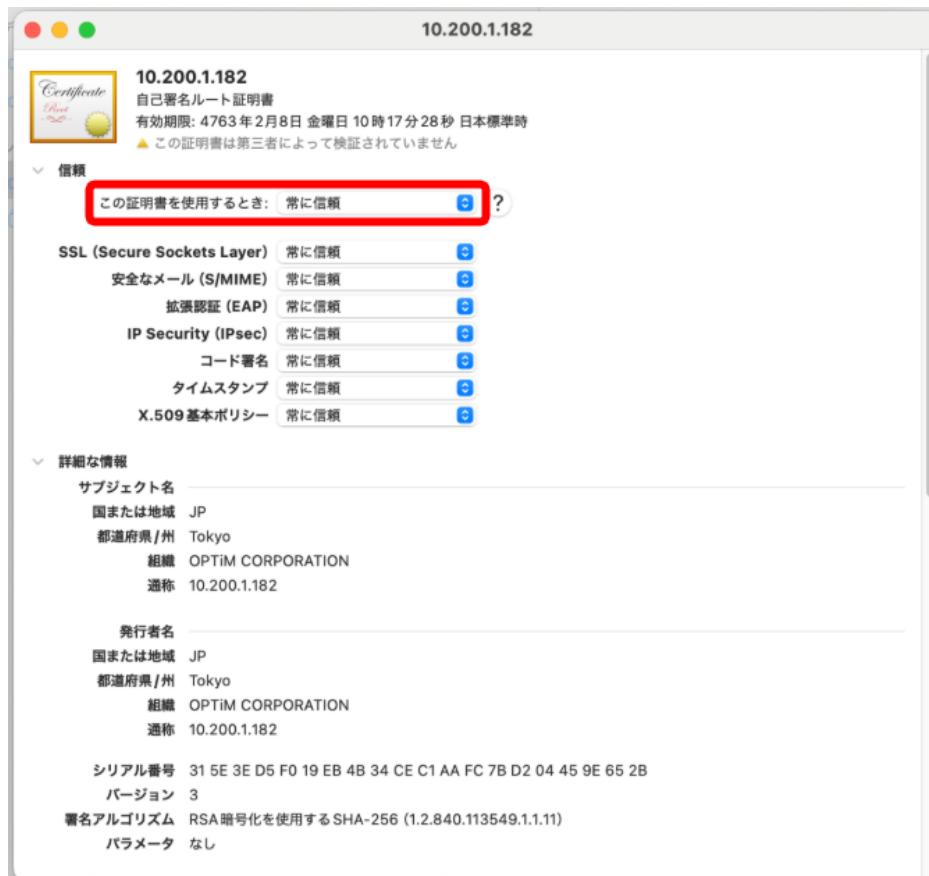 10.200.1.182
Certificate
Root
10.200.1.182
自己署名ルート証明書
有効期限: 4763年2月8日 金曜日 10時17分28秒 日本標準時
この証明書は第三者によって検証されていません
信頼
この証明書を使用するとき: 常に信頼 ?
SSL (Secure Sockets Layer) 常に信頼
安全なメール (S/MIME) 常に信頼
拡張認証 (EAP) 常に信頼
IP Security (IPsec) 常に信頼
コード署名 常に信頼
タイムスタンプ 常に信頼
X.509基本ポリシー 常に信頼
詳細な情報
サブジェクト名
国または地域 JP
都道府県/州 Tokyo
組織 OPTiM CORPORATION
通称 10.200.1.182
発行者名
国または地域 JP
都道府県/州 Tokyo
組織 OPTiM CORPORATION
通称 10.200.1.182
シリアル番号 31 5E 3E D5 F0 19 EB 4B 34 CE C1 AA FC 7B D2 04 45 9E 65 2B
バージョン 3
署名アルゴリズム RSA暗号化を使用するSHA-256 (1.2.840.113549.1.1.11)
パラメータ なし